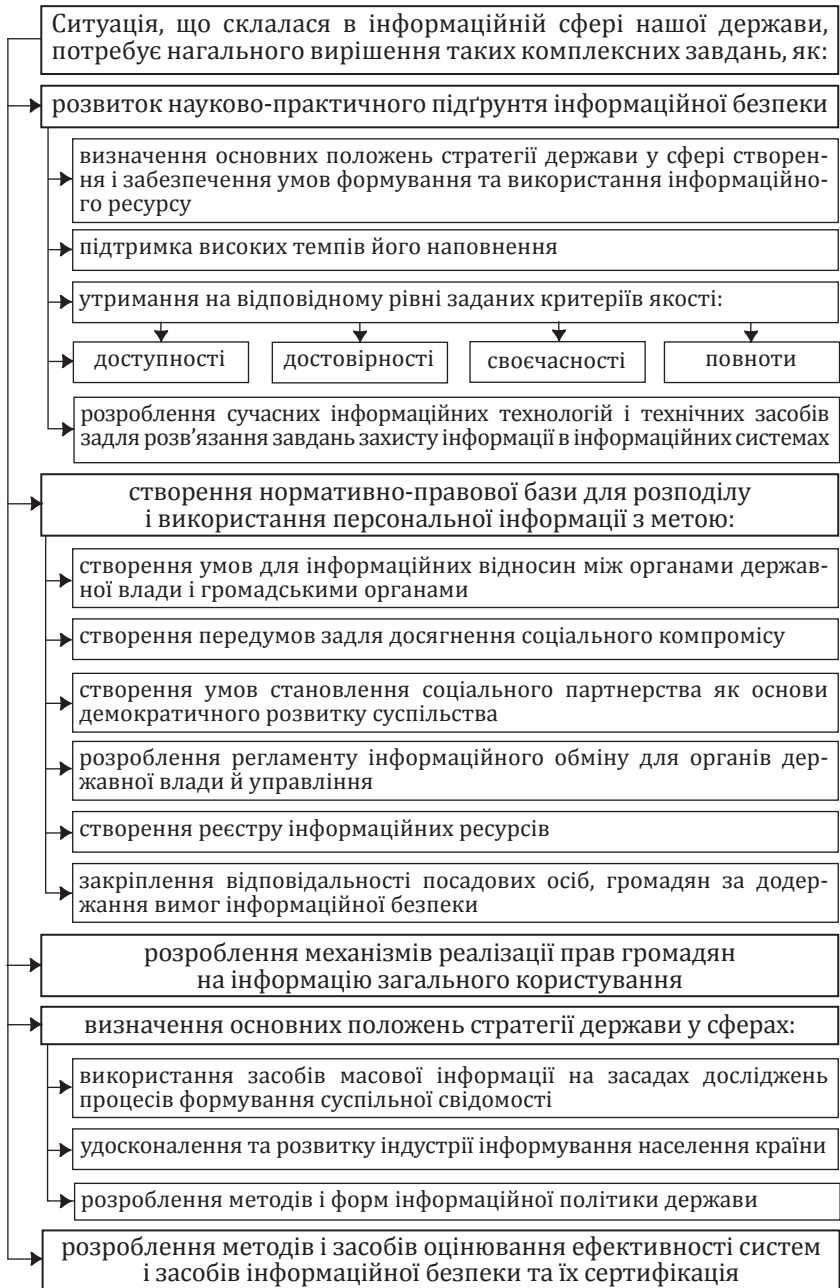 Ситуація, що склалася в інформаційній сфері нашої держави,
потребує нагального вирішення таких комплексних завдань, як:
розвиток науково-практичного підґрунтя інформаційної безпеки
визначення основних положень стратегії держави у сфері створен-
ня і забезпечення умов формування та використання інформаційно-
го ресурсу
підтримка високих темпів його наповнення
утримання на відповідному рівні заданих критеріїв якості:
доступності достовірності своєчасності повноти
розроблення сучасних інформаційних технологій і технічних засобів
задля розв’язання завдань захисту інформації в інформаційних системах
створення нормативно-правової бази для розподілу
і використання персональної інформації з метою:
створення умов для інформаційних відносин між органами держав-
ної влади і громадськими органами
створення передумов задля досягнення соціального компромісу
створення умов становлення соціального партнерства як основи
демократичного розвитку суспільства
розроблення регламенту інформаційного обміну для органів дер-
жавної влади й управління
створення реєстру інформаційних ресурсів
закріплення відповідальності посадових осіб, громадян за додер-
жання вимог інформаційної безпеки
розроблення механізмів реалізації прав громадян
на інформацію загального користування
визначення основних положень стратегії держави у сферах:
використання засобів масової інформації на засадах досліджень
процесів формування суспільної свідомості
удосконалення та розвитку індустрії інформування населення країни
розроблення методів і форм інформаційної політики держави
розроблення методів і засобів оцінювання ефективності систем
і засобів інформаційної безпеки та їх сертифікація